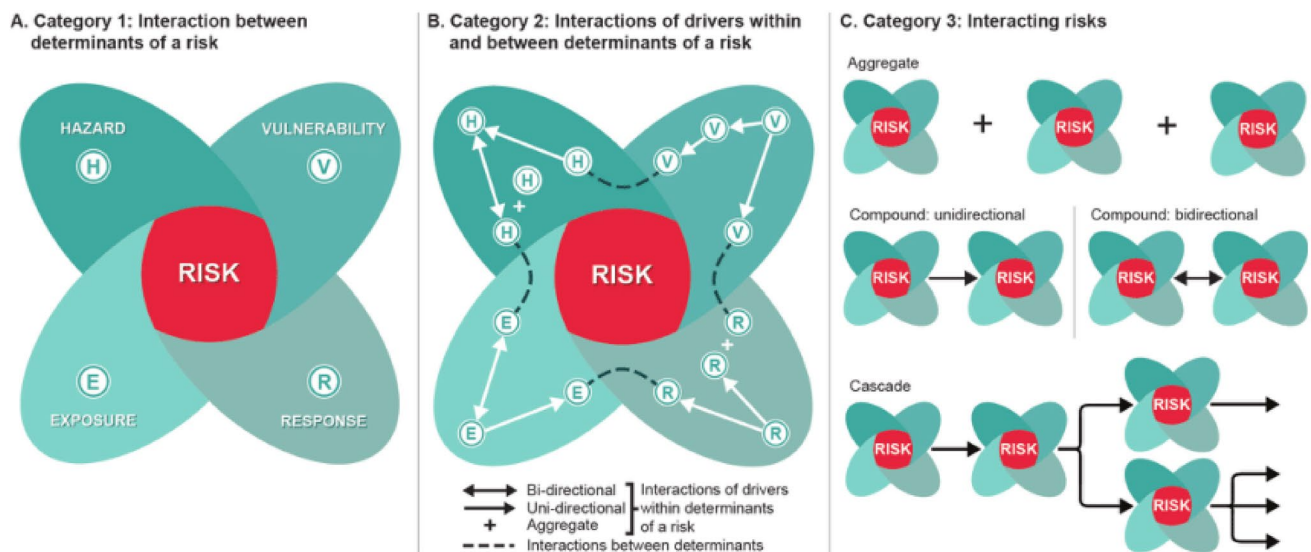 A. Category 1: Interaction between
determinants of a risk
HAZARD
H
VULNERABILITY
V
RISK
E
EXPOSURE
R
RESPONSE
B. Category 2: Interactions of drivers within
and between determinants of a risk
H
V
V
H
V
H
+
H
V
RISK
E
R
+
R
E
R
E
R
Bi-directional
Uni-directional
+ Aggregate
Interactions of drivers
within determinants
of a risk
Interactions between determinants
C. Category 3: Interacting risks
Aggregate
RISK + RISK + RISK
Compound: unidirectional
RISK RISK
Compound: bidirectional
RISK RISK
Cascade
RISK
RISK
RISK
RISK